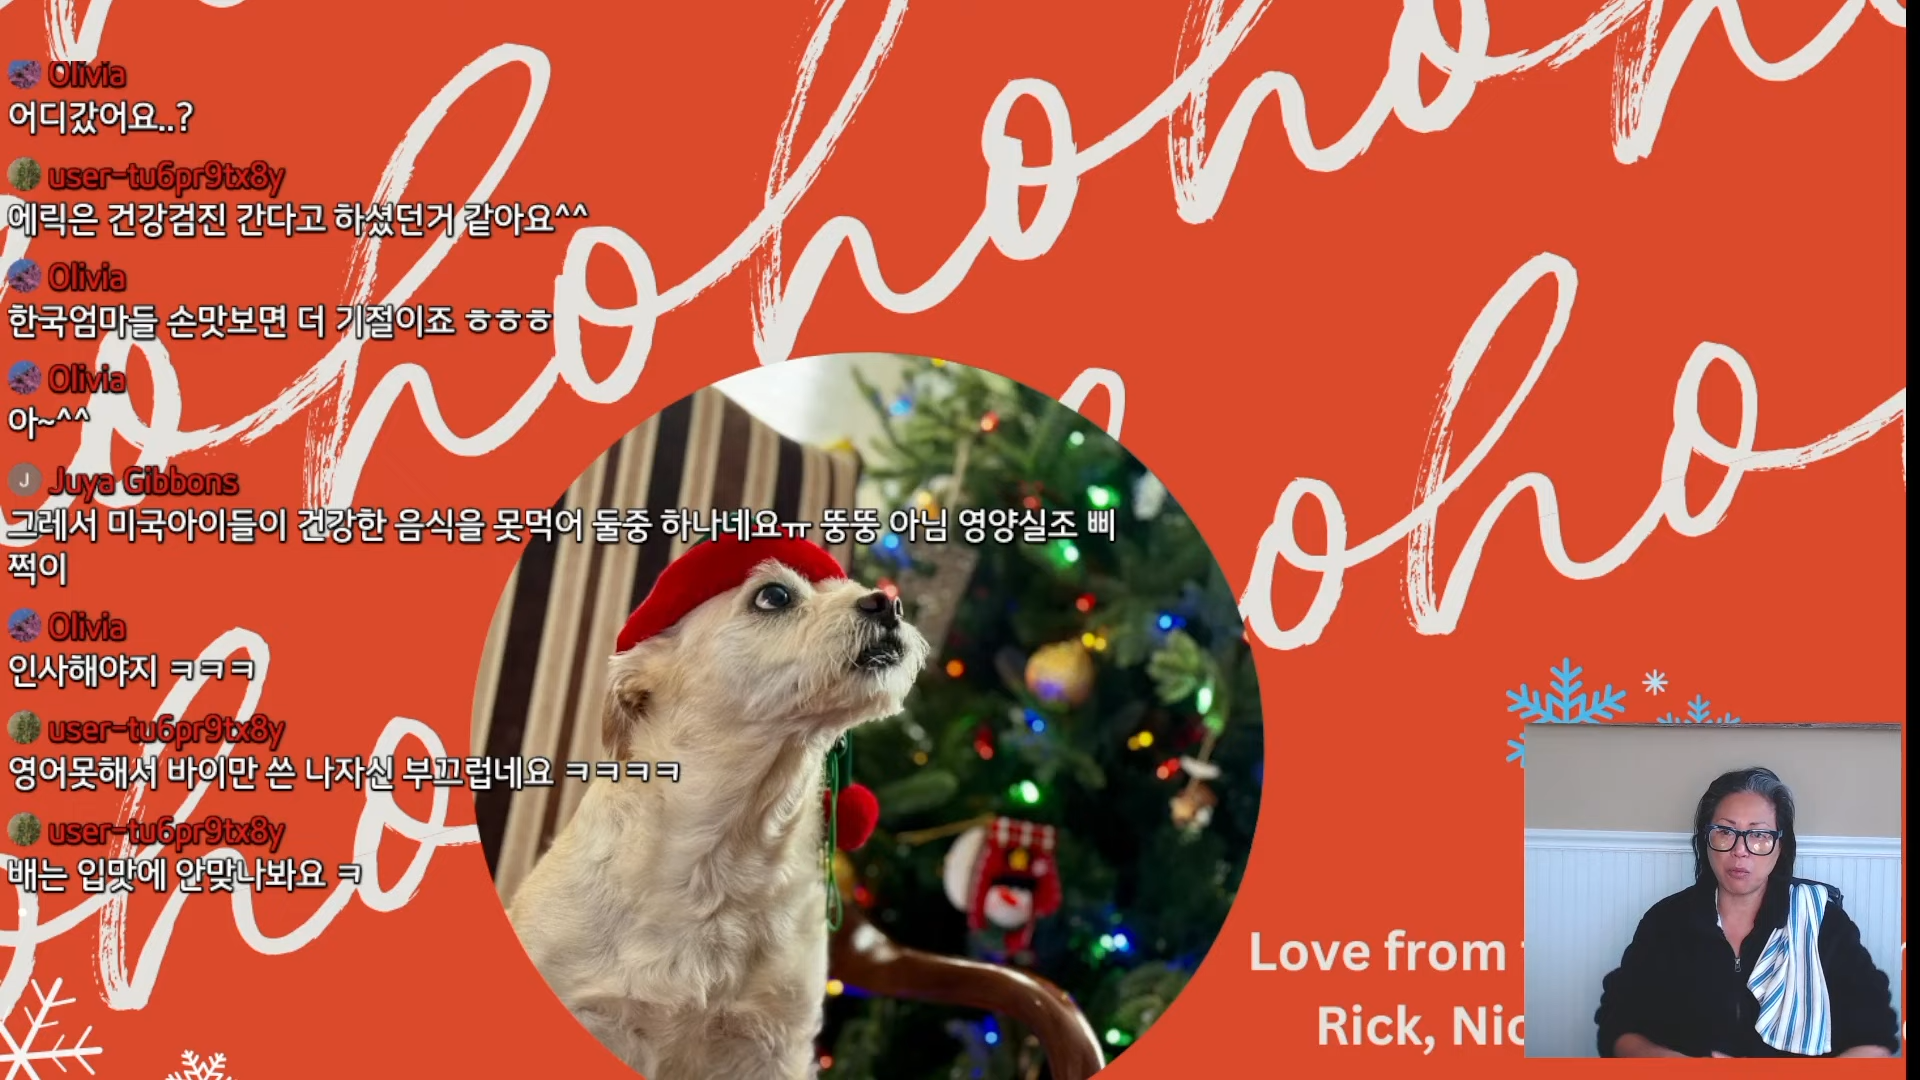 Olivia
어디갔어요..?
user-tu6pr9tx8y
에릭은 건강검진 간다고 하셨던거 같아요^^
Olivia
한국엄마들 손맛보면 더 기절이죠 ㅎㅎㅎ
Olivia
아~^^
J Juya Gibbons
그레서 미국아이들이 건강한 음식을 못먹어 둘중 하나네요ㅠ 뚱뚱 아님 영양실조 삐
쩍이
Olivia
인사해야지 ㅋㅋㅋ
user-tu6pr9tx8y
영어못해서 바이만 쓴 나자신 부끄럽네요 ㅋㅋㅋㅋ
user-tu6pr9tx8y
배는 입맛에 안맞나봐요 ㅋ
hohohohoho
ohoho
hoho
Love from
Rick,